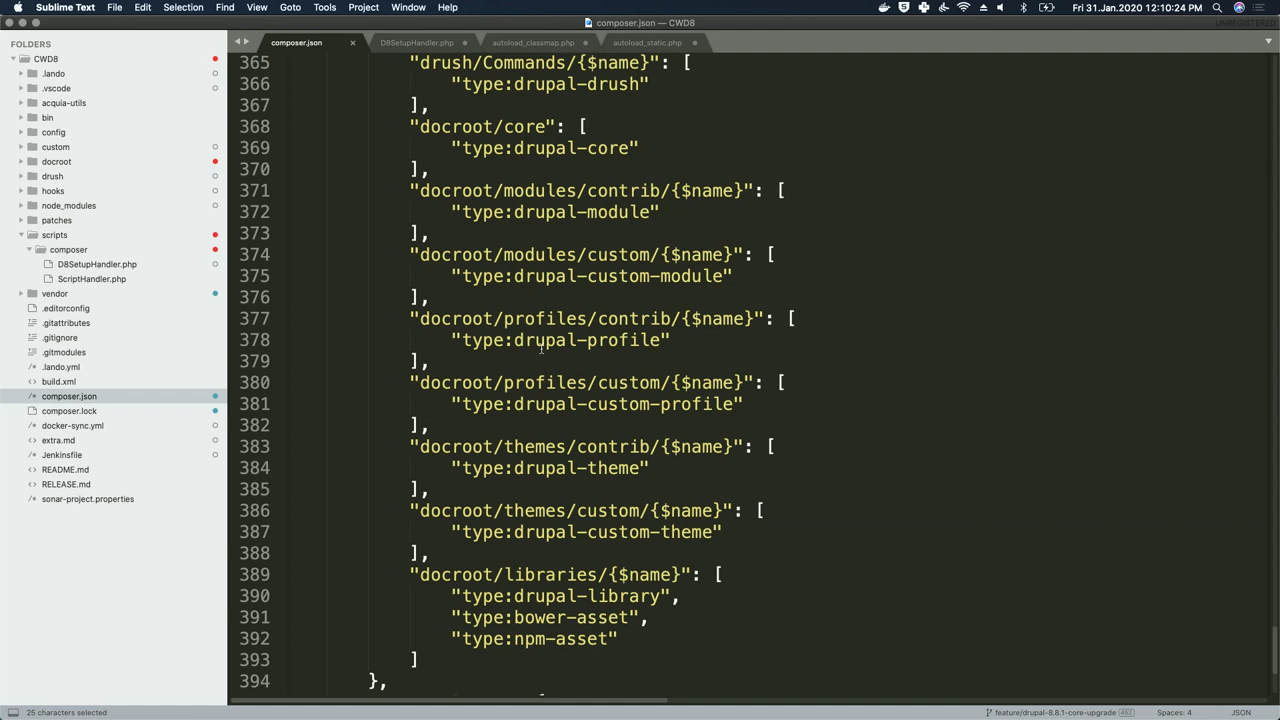 Sublime Text File Edit Selection Find View Goto Tools Project Window Help
Fri 31.Jan.2020 12:10:24
composer.json — CWD8
UNREGISTERED
composer.json D8SetupHandler.php autoload_classmap.php autoload_static.php
FOLDERS
CWD8
.lando
.vscode
acquia-utils
bin
config
custom
docroot
drush
hooks
node_modules
patches
scripts
composer
D8SetupHandler.php
ScriptHandler.php
vendor
.editorconfig
.gitattributes
.gitignore
.gitmodules
.lando.yml
build.xml
composer.json
composer.lock
docker-sync.yml
extra.md
Jenkinsfile
README.md
RELEASE.md
sonar-project.properties
365 "drush/Commands/{$name}": [
366 "type:drupal-drush"
367 ],
368 "docroot/core": [
369 "type:drupal-core"
370 ],
371 "docroot/modules/contrib/{$name}": [
372 "type:drupal-module"
373 ],
374 "docroot/modules/custom/{$name}": [
375 "type:drupal-custom-module"
376 ],
377 "docroot/profiles/contrib/{$name}": [
378 "type:drupal-profile"
379 ],
380 "docroot/profiles/custom/{$name}": [
381 "type:drupal-custom-profile"
382 ],
383 "docroot/themes/contrib/{$name}": [
384 "type:drupal-theme"
385 ],
386 "docroot/themes/custom/{$name}": [
387 "type:drupal-custom-theme"
388 ],
389 "docroot/libraries/{$name}": [
390 "type:drupal-library",
391 "type:bower-asset",
392 "type:npm-asset"
393 ]
394 },
25 characters selected
feature/drupal-8.8.1-core-upgrade 462 Spaces: 4 JSON